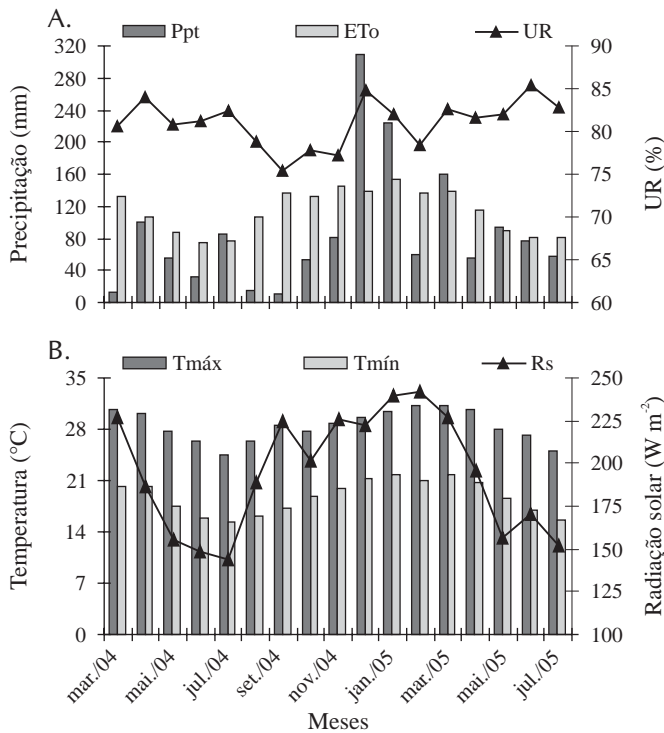 A.
Ppt ETo UR
Precipitação (mm)
320
280
240
200
160
120
80
40
0
90
85
80
75
70
65
60
UR (%)
B.
Tmáx Tmín Rs
Temperatura (°C)
35
28
21
14
7
0
250
225
200
175
150
125
100
Radiação solar (W m-2)
mar./04 mai./04 jul./04 set./04 nov./04 jan./05 mar./05 mai./05 jul./05
Meses